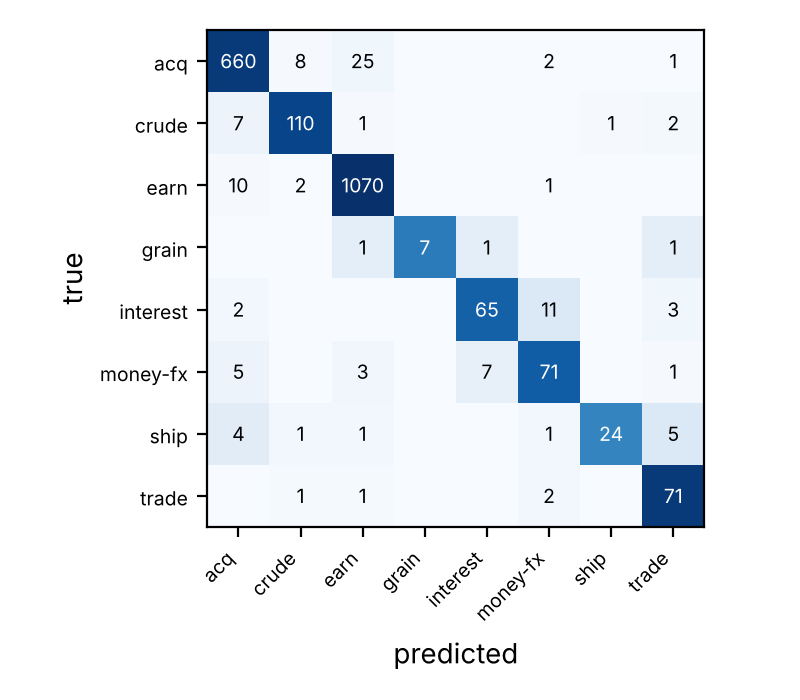 acq 660 8 25 2 1
crude 7 110 1 1 2
earn 10 2 1070 1
grain 1 7 1 1
interest 2 65 11 3
money-fx 5 3 7 71 1
ship 4 1 1 1 24 5
trade 1 1 2 71
true
acq crude earn grain interest money-fx ship trade
predicted